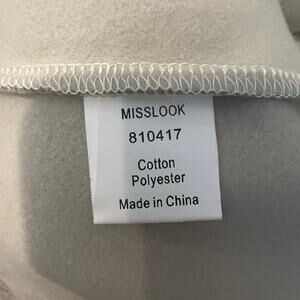 MISSLOOK
810417
Cotton
Polyester
Made in China